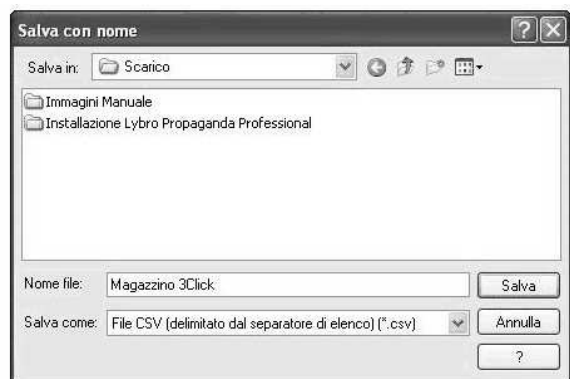 Salva con nome
?
Salva in: Scarico
Immagini Manuale
Installazione Lybro Propaganda Professional
Nome file: Magazzino 3Click Salva
Salva come: File CSV (delimitato dal separatore di elenco) (*.csv) Annulla
?